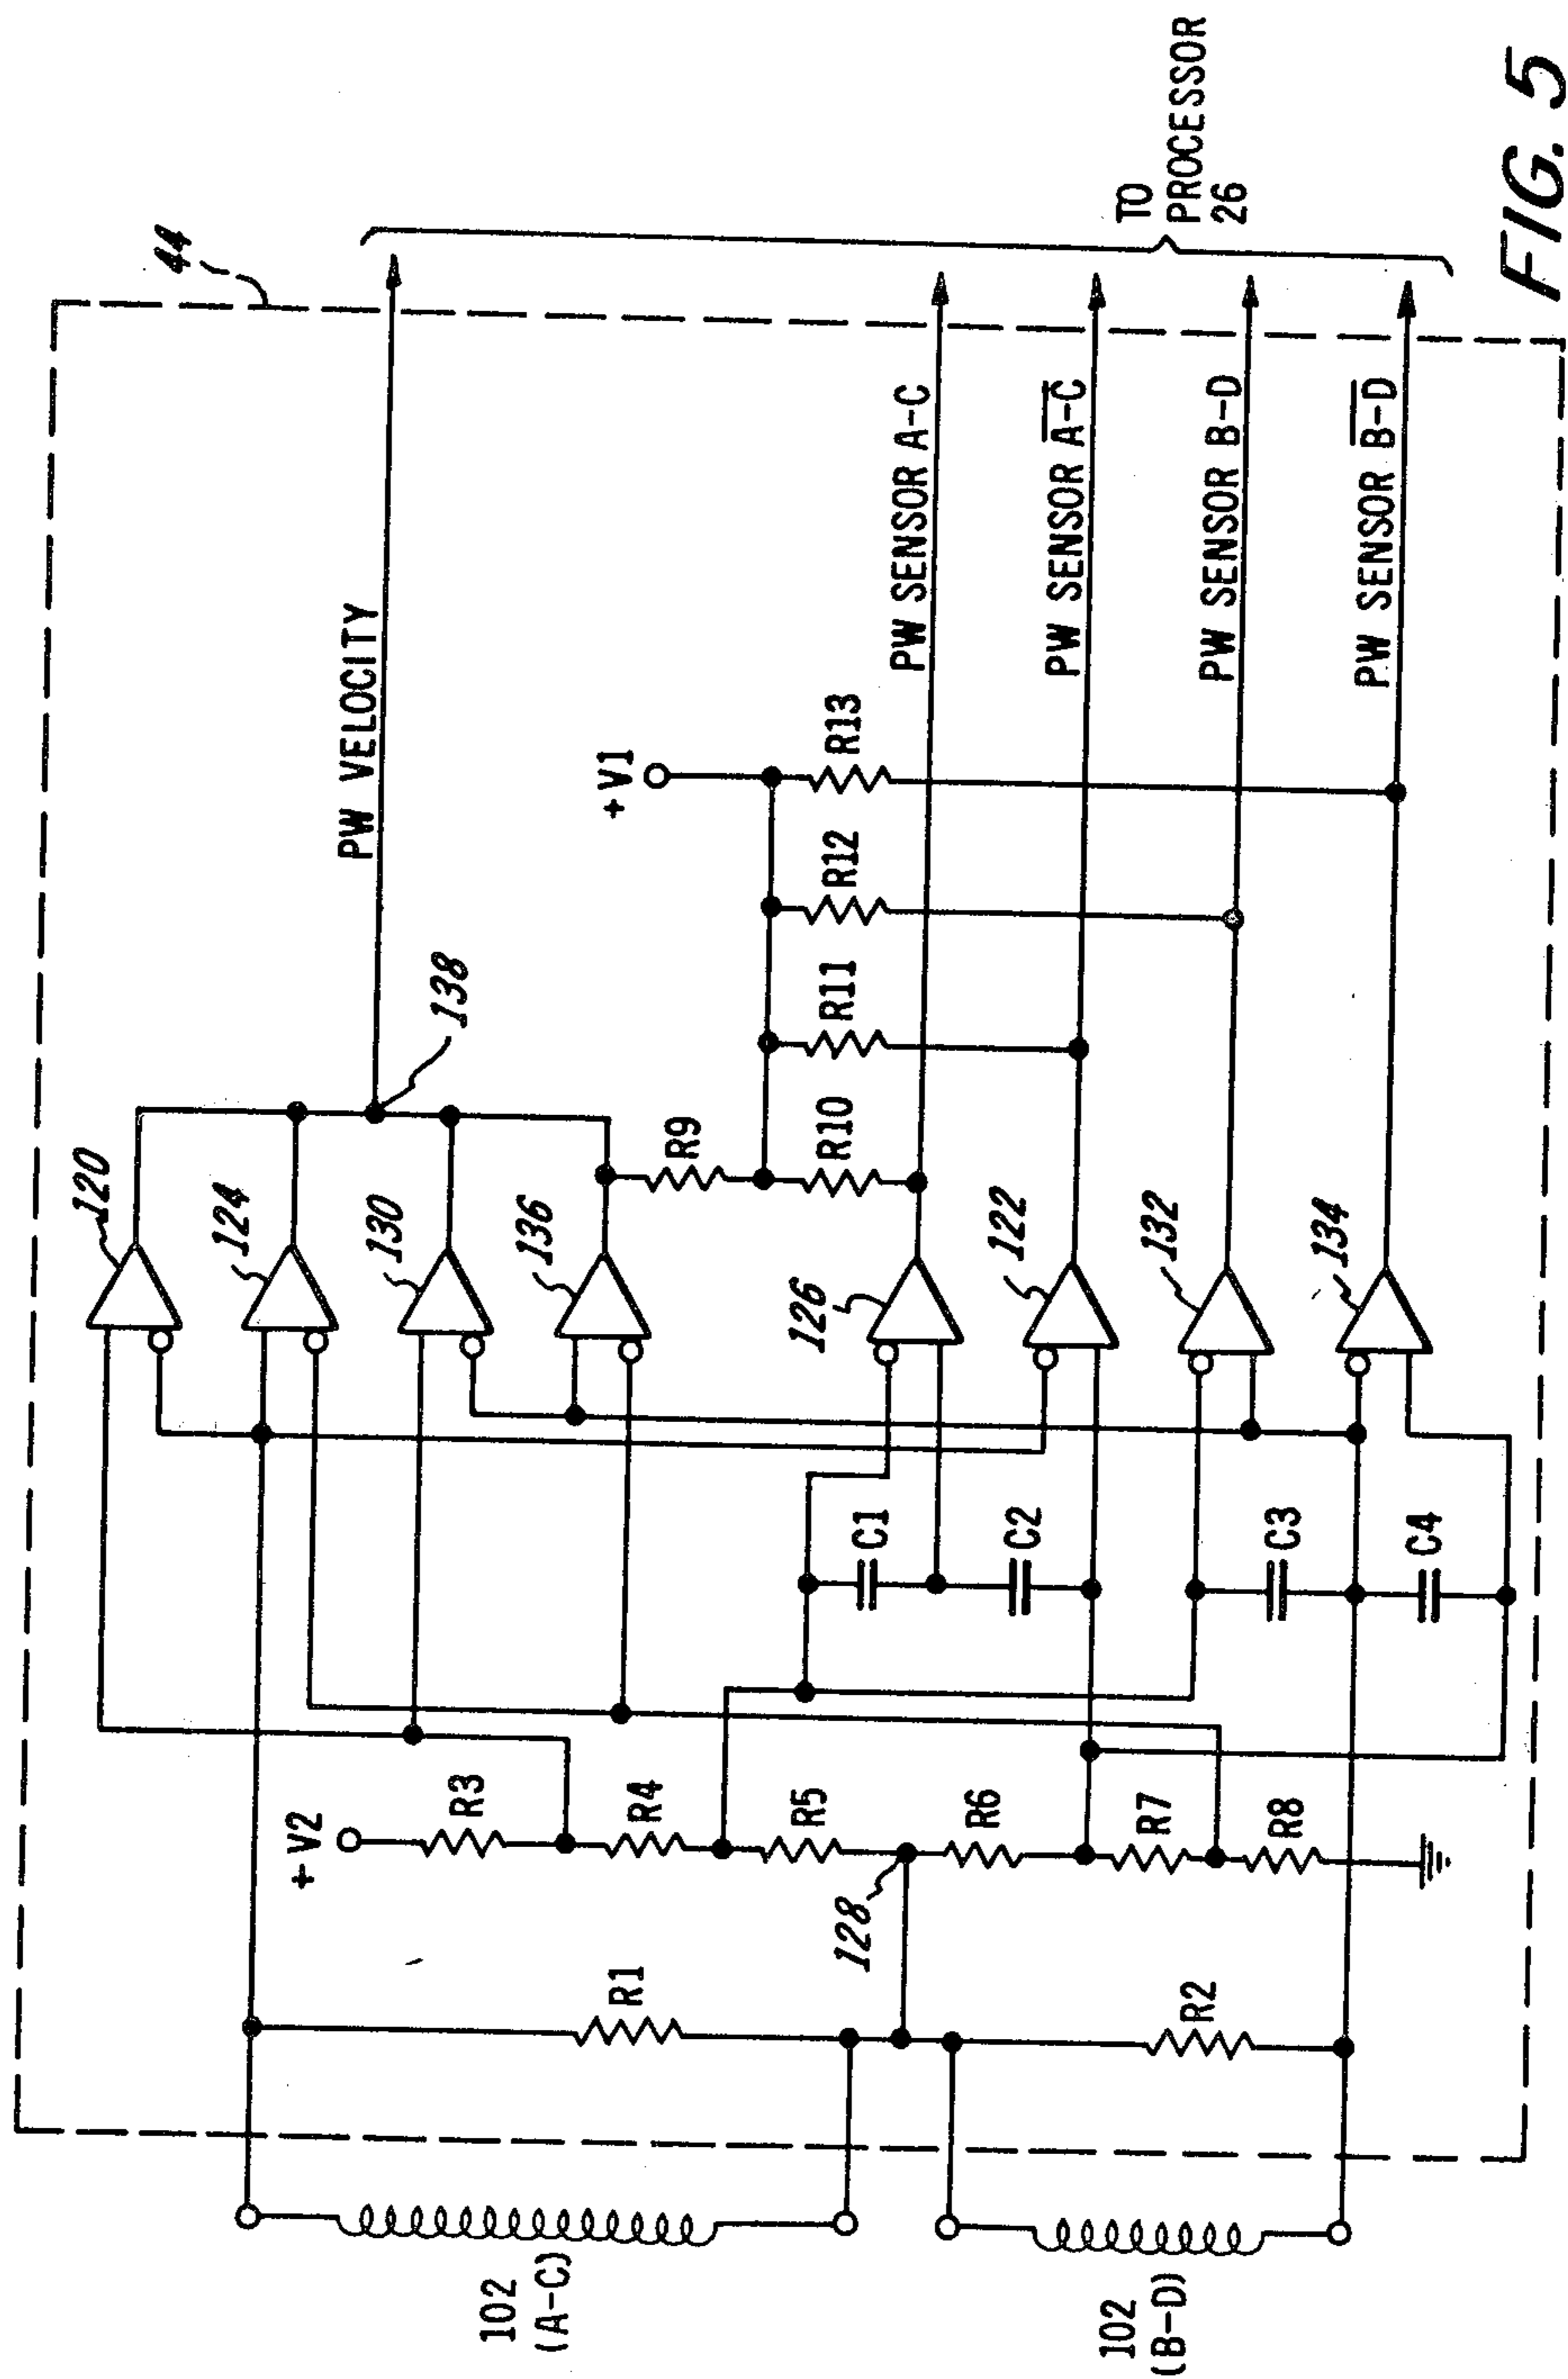 44
120
124
130
136
138
PW VELOCITY
+V2
R3
R4
R5
R6
R7
R8
128
R1
R2
102
(A-C)
102
(B-D)
C1
C2
C3
C4
126
122
132
134
R9
R10
R11
R12
R13
+V1
PW SENSOR A-C
PW SENSOR A̅-̅C̅
PW SENSOR B-D
PW SENSOR B̅-̅D̅
TO
PROCESSOR
26
FIG. 5